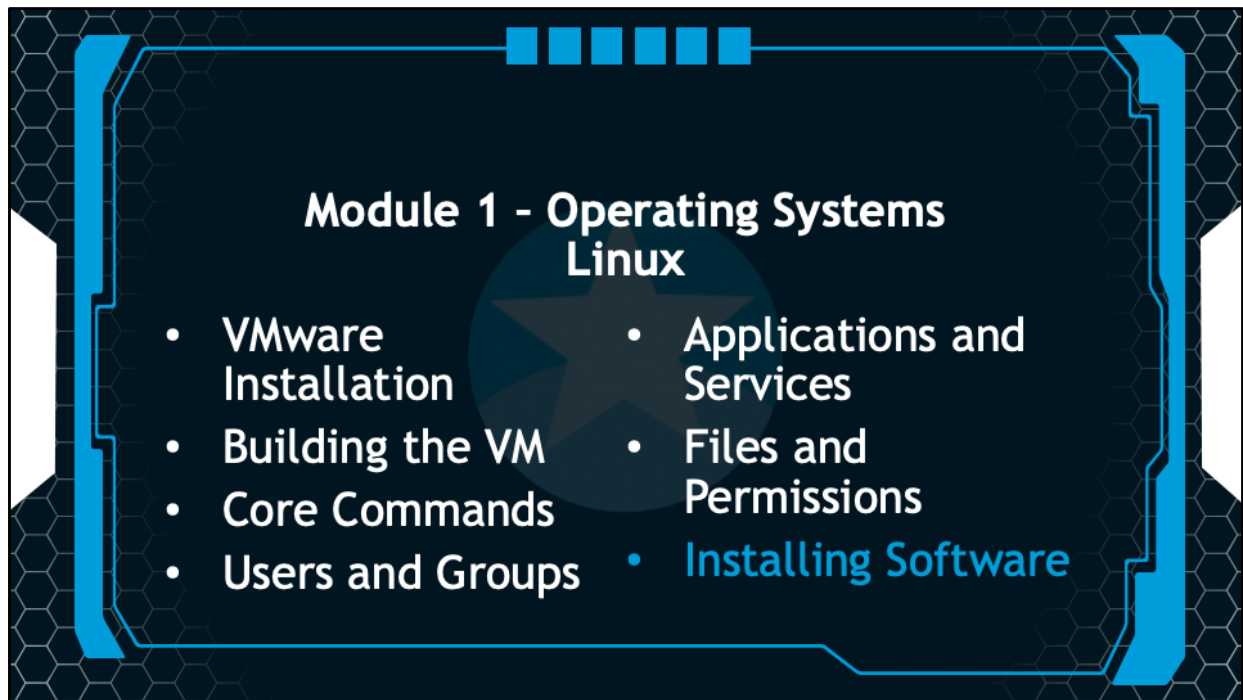 Module 1 – Operating Systems
Linux
• VMware
Installation
• Building the VM
• Core Commands
• Users and Groups
• Applications and
Services
• Files and
Permissions
• Installing Software